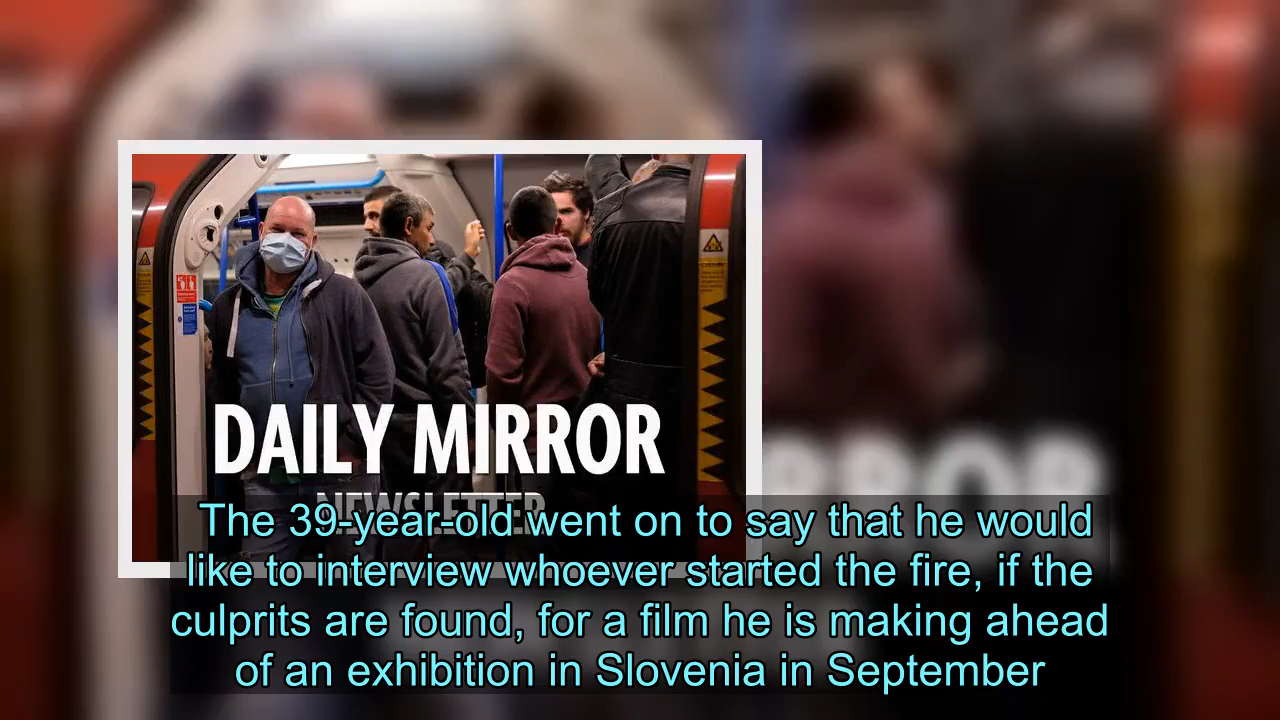 DAILY MIRROR
NEWSLETTER
The 39-year-old went on to say that he would
like to interview whoever started the fire, if the
culprits are found, for a film he is making ahead
of an exhibition in Slovenia in September